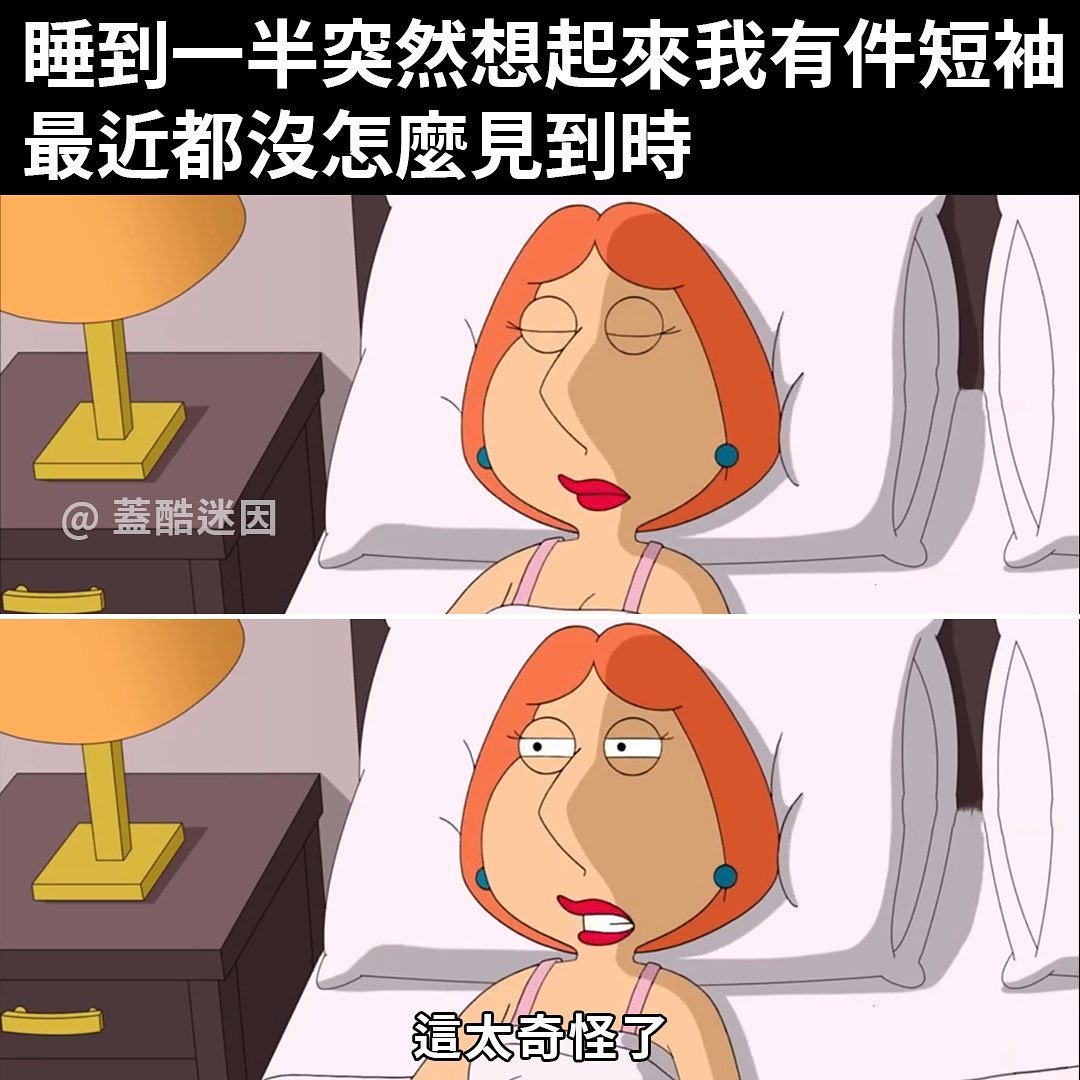 睡到一半突然想起來我有件短袖
最近都沒怎麼見到時
@ 蓋酷迷因
這太奇怪了